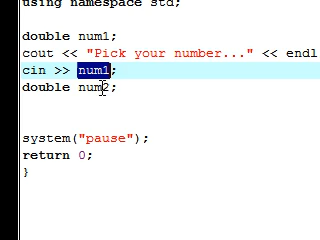 using namespace std;
double num1;
cout << "Pick your number..." << endl
cin >> num1;
double num2;
system("pause");
return 0;
}